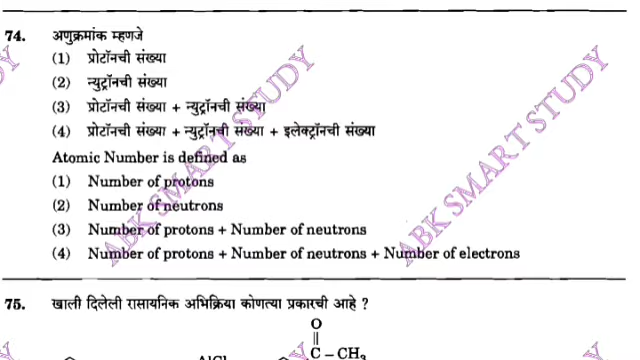 74. अणुक्रमांक म्हणजे
(1) प्रोटॉनची संख्या
(2) न्युट्रॉनची संख्या
(3) प्रोटॉनची संख्या + न्युट्रॉनची संख्या
(4) प्रोटॉनची संख्या + न्युट्रॉनची संख्या + इलेक्ट्रॉनची संख्या
Atomic Number is defined as
(1) Number of protons
(2) Number of neutrons
(3) Number of protons + Number of neutrons
(4) Number of protons + Number of neutrons + Number of electrons
75. खाली दिलेली रासायनिक अभिक्रिया कोणत्या प्रकारची आहे ?
O
C – CH₃
ABK SMART STUDY
ABK SMART STUDY